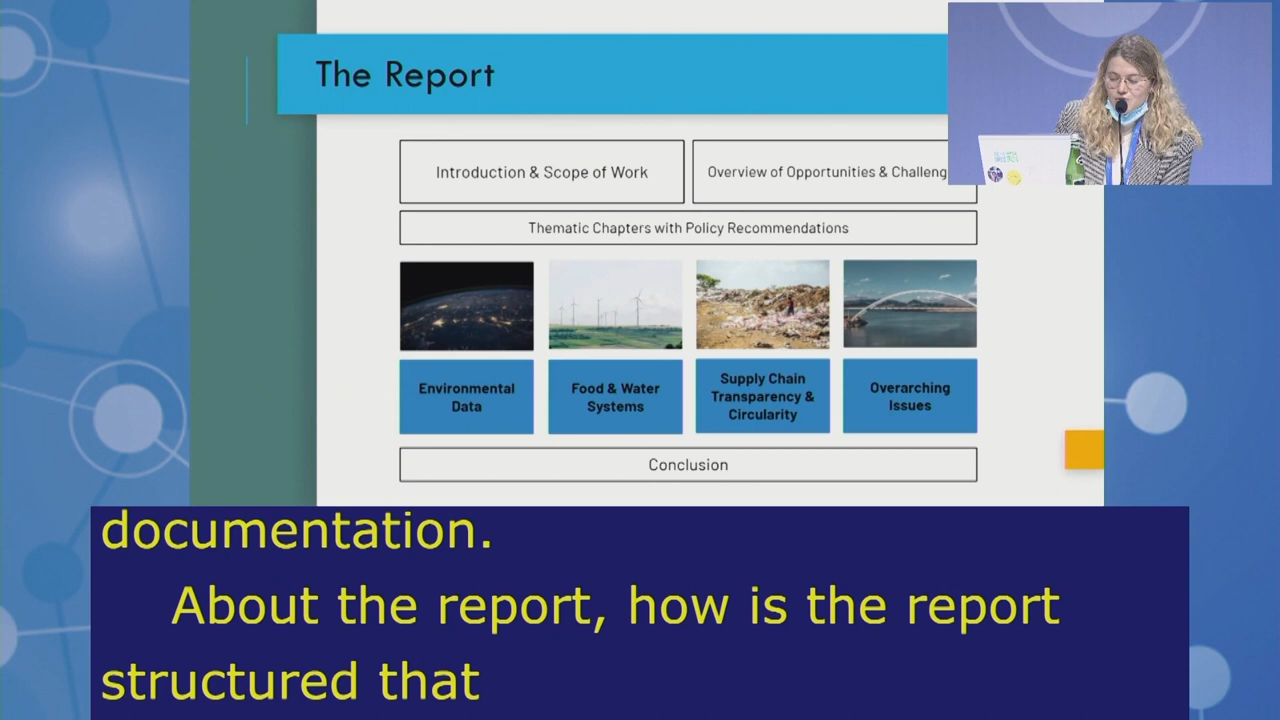 The Report
Introduction & Scope of Work
Overview of Opportunities & Challeng
Thematic Chapters with Policy Recommendations
Environmental
Data
Food & Water
Systems
Supply Chain
Transparency &
Circularity
Overarching
Issues
Conclusion
documentation.
About the report, how is the report
structured that